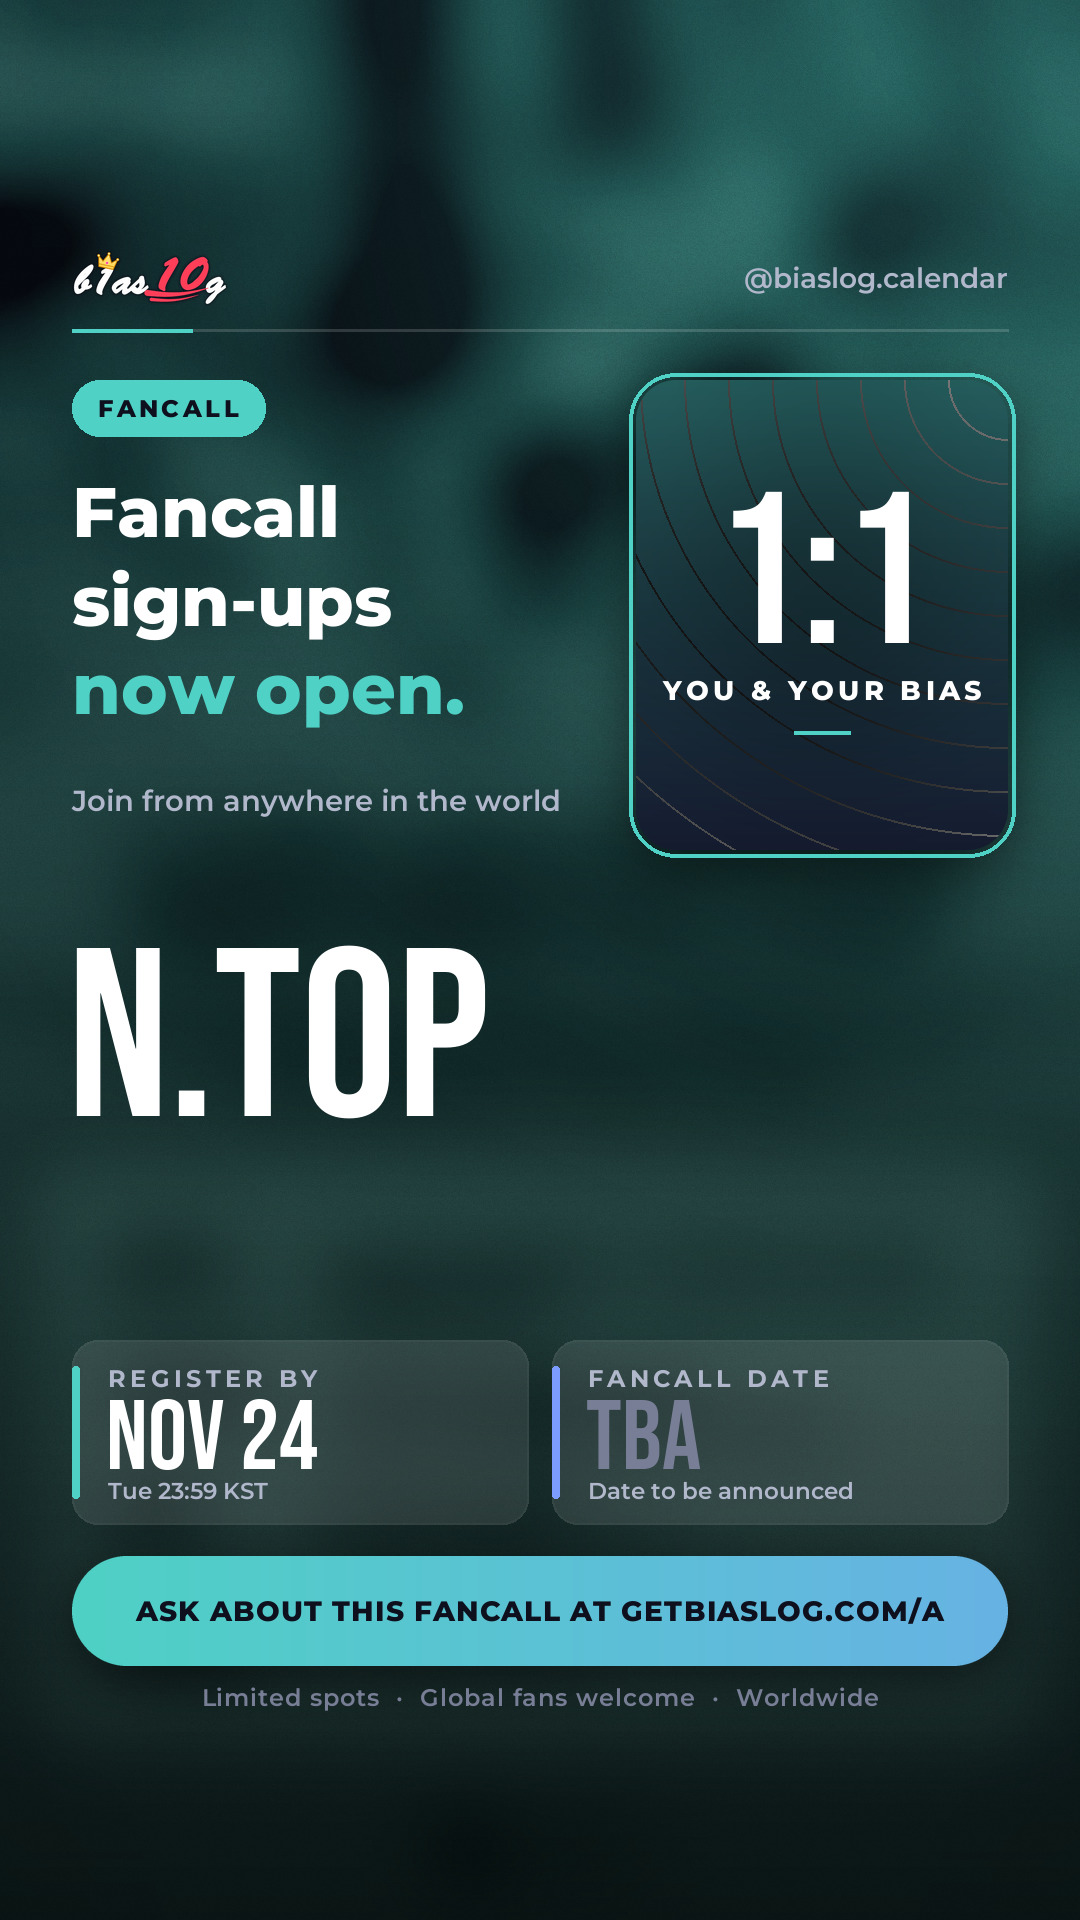 b1as10g
@biaslog.calendar
FANCALL
Fancall
sign-ups
now open.
Join from anywhere in the world
1:1
YOU & YOUR BIAS
N.TOP
REGISTER BY
NOV 24
Tue 23:59 KST
FANCALL DATE
TBA
Date to be announced
ASK ABOUT THIS FANCALL AT GETBIASLOG.COM/A
Limited spots · Global fans welcome · Worldwide